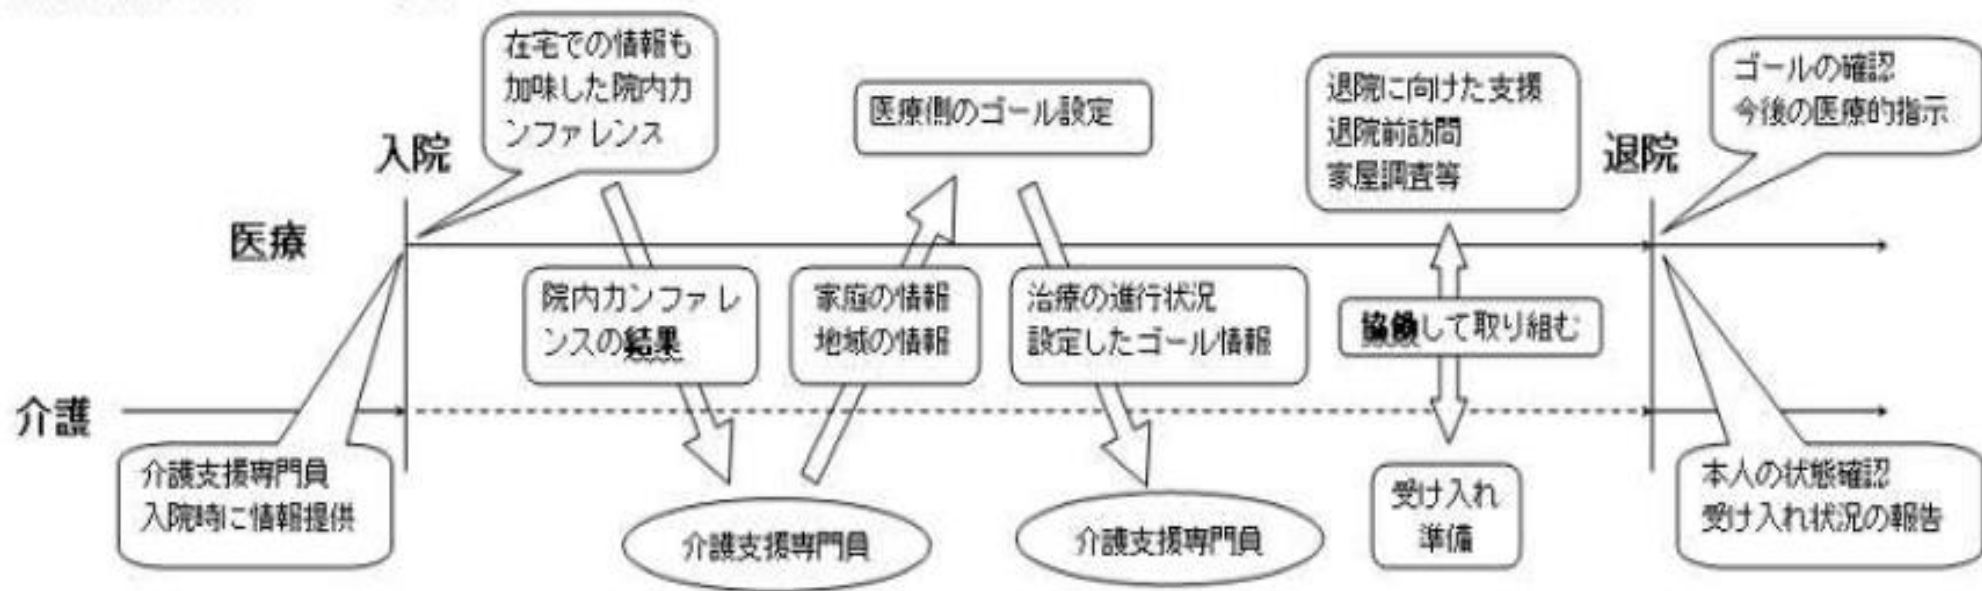 在宅での情報も
加味した院内カ
ンファレンス
入院
医療側のゴール設定
退院に向けた支援
退院前訪問
家屋調査等
退院
ゴールの確認
今後の医療的指示
医療
院内カンファレ
ンスの結果
家庭の情報
地域の情報
治療の進行状況
設定したゴール情報
協働して取り組む
介護
介護支援専門員
入院時に情報提供
介護支援専門員
介護支援専門員
受け入れ
準備
本人の状態確認
受け入れ状況の報告